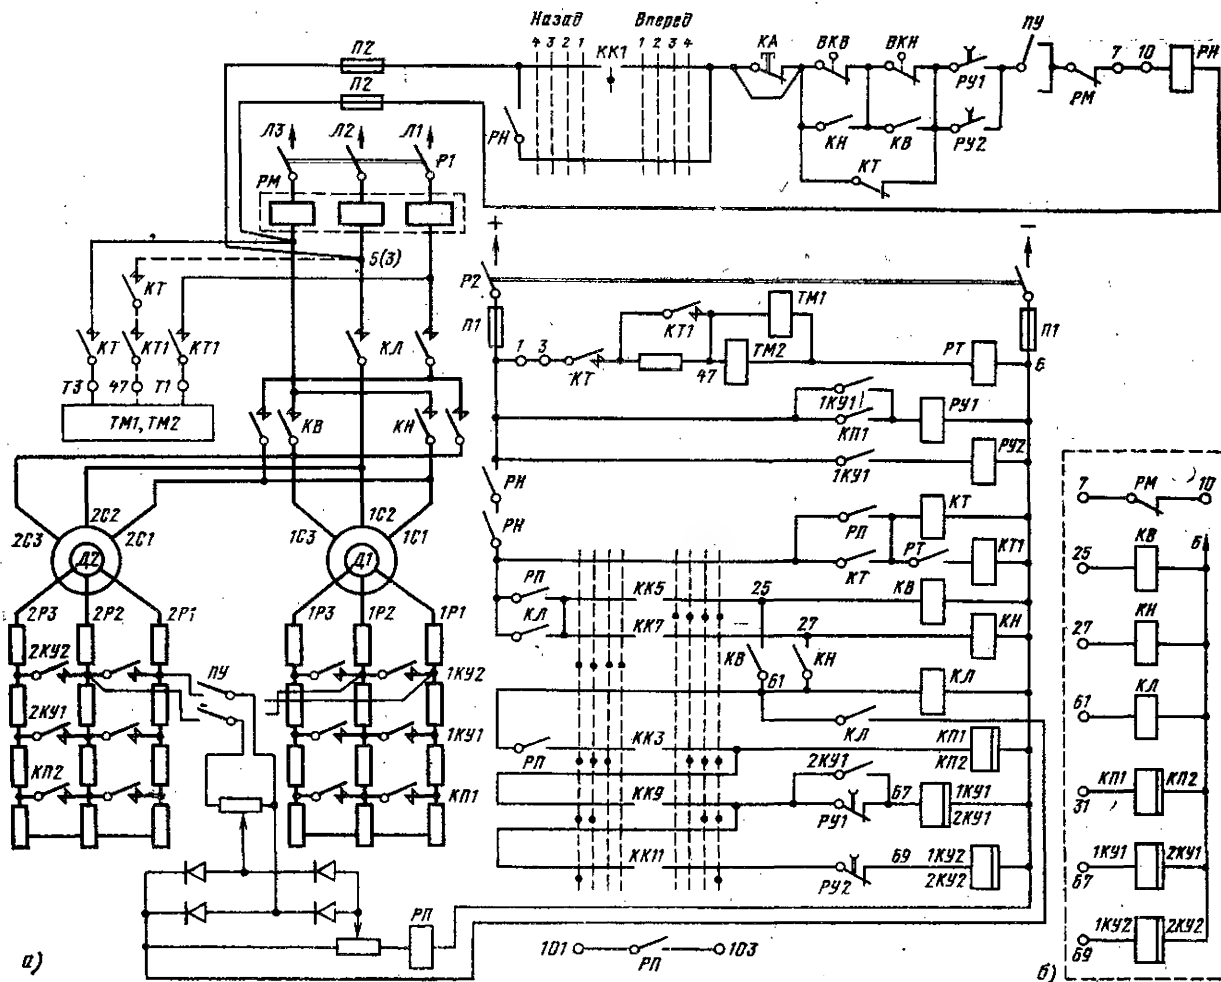 Назад Вперед
4 3 2 1 КК1 1 2 3 4
П2 КА ВКВ ВКН ПУ
7 10 РН
П2 РУ1 РМ
Л3 Л2 Л1 РН
КН КВ РУ2
Р1
РМ КТ
+ −
5(3)
КТ Р2 ТМ1
П1 КТ1 П1
КТ КТ1 КТ1 КЛ 1 3 ТМ2 РТ
КТ 47 Б
Т3 47 Т1
ТМ1, ТМ2 КВ КН
1КУ1 РУ1
КП1
РУ2
1КУ1
РН РМ
7 10
РН КТ
2С2 1С2 РП
2С3 2С1 1С3 1С1 РТ КТ1
КТ
КВ Б
25
Д2 Д1 РП КК5 25 КВ
2Р3 2Р2 2Р1 1Р3 1Р2 1Р1 КЛ КК7 27 КН
КН
27
2КУ2 ПУ 1КУ2 КВ КН
61 КЛ
КЛ
61
2КУ1 1КУ1 КЛ
РП КК3 КП1
КП2
2КУ1
КП2 КП1 КП1 КП2
31
КК9 РУ1 67 1КУ1
2КУ1
КК11 РУ2 69 1КУ2
2КУ2
1КУ1 2КУ1
67
РП
1КУ2 2КУ2
69
101 РП 103
а) б)